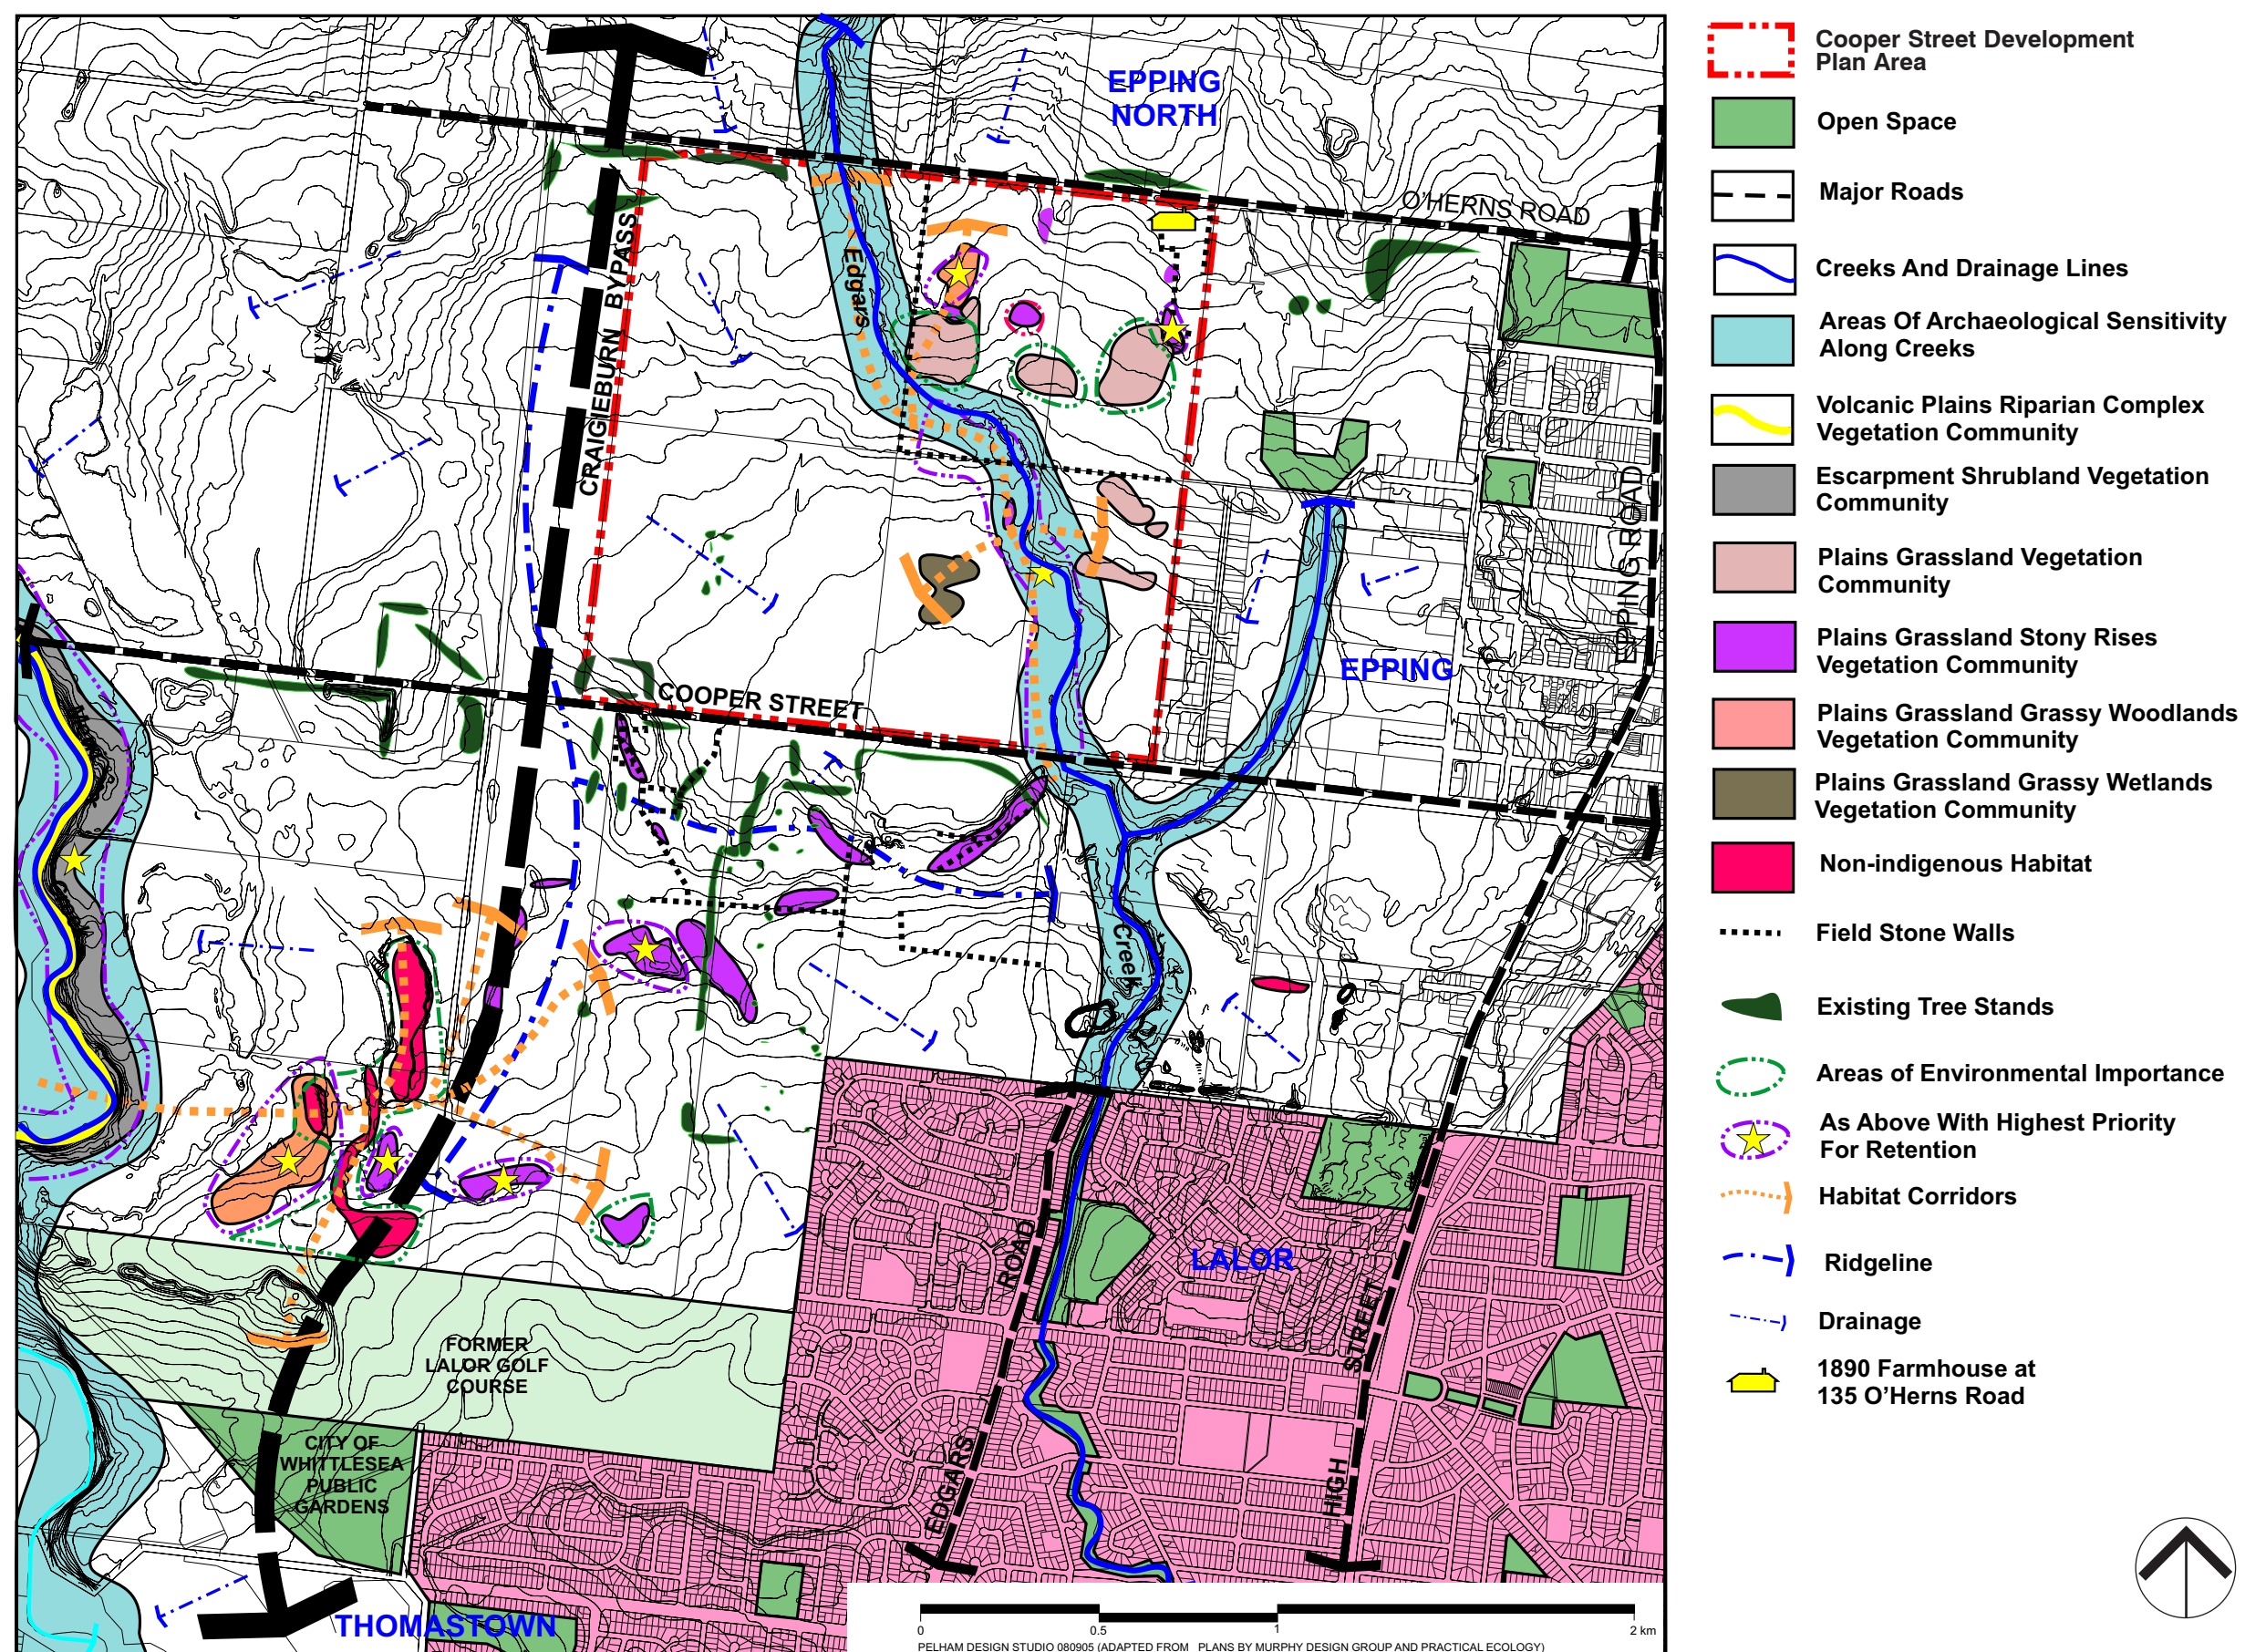 EPPING
NORTH
O'HERNS ROAD
CRAIGIEBURN BYPASS
Edgars
EPPING ROAD
EPPING
COOPER STREET
Creek
LALOR
ROAD
EDGARS
STREET
HIGH
FORMER
LALOR GOLF
COURSE
CITY OF
WHITTLESEA
PUBLIC
GARDENS
THOMASTOWN
0 0.5 1 2 km
PELHAM DESIGN STUDIO 080905 (ADAPTED FROM PLANS BY MURPHY DESIGN GROUP AND PRACTICAL ECOLOGY)
Cooper Street Development
Plan Area
Open Space
Major Roads
Creeks And Drainage Lines
Areas Of Archaeological Sensitivity
Along Creeks
Volcanic Plains Riparian Complex
Vegetation Community
Escarpment Shrubland Vegetation
Community
Plains Grassland Vegetation
Community
Plains Grassland Stony Rises
Vegetation Community
Plains Grassland Grassy Woodlands
Vegetation Community
Plains Grassland Grassy Wetlands
Vegetation Community
Non-indigenous Habitat
Field Stone Walls
Existing Tree Stands
Areas of Environmental Importance
As Above With Highest Priority
For Retention
Habitat Corridors
Ridgeline
Drainage
1890 Farmhouse at
135 O'Herns Road